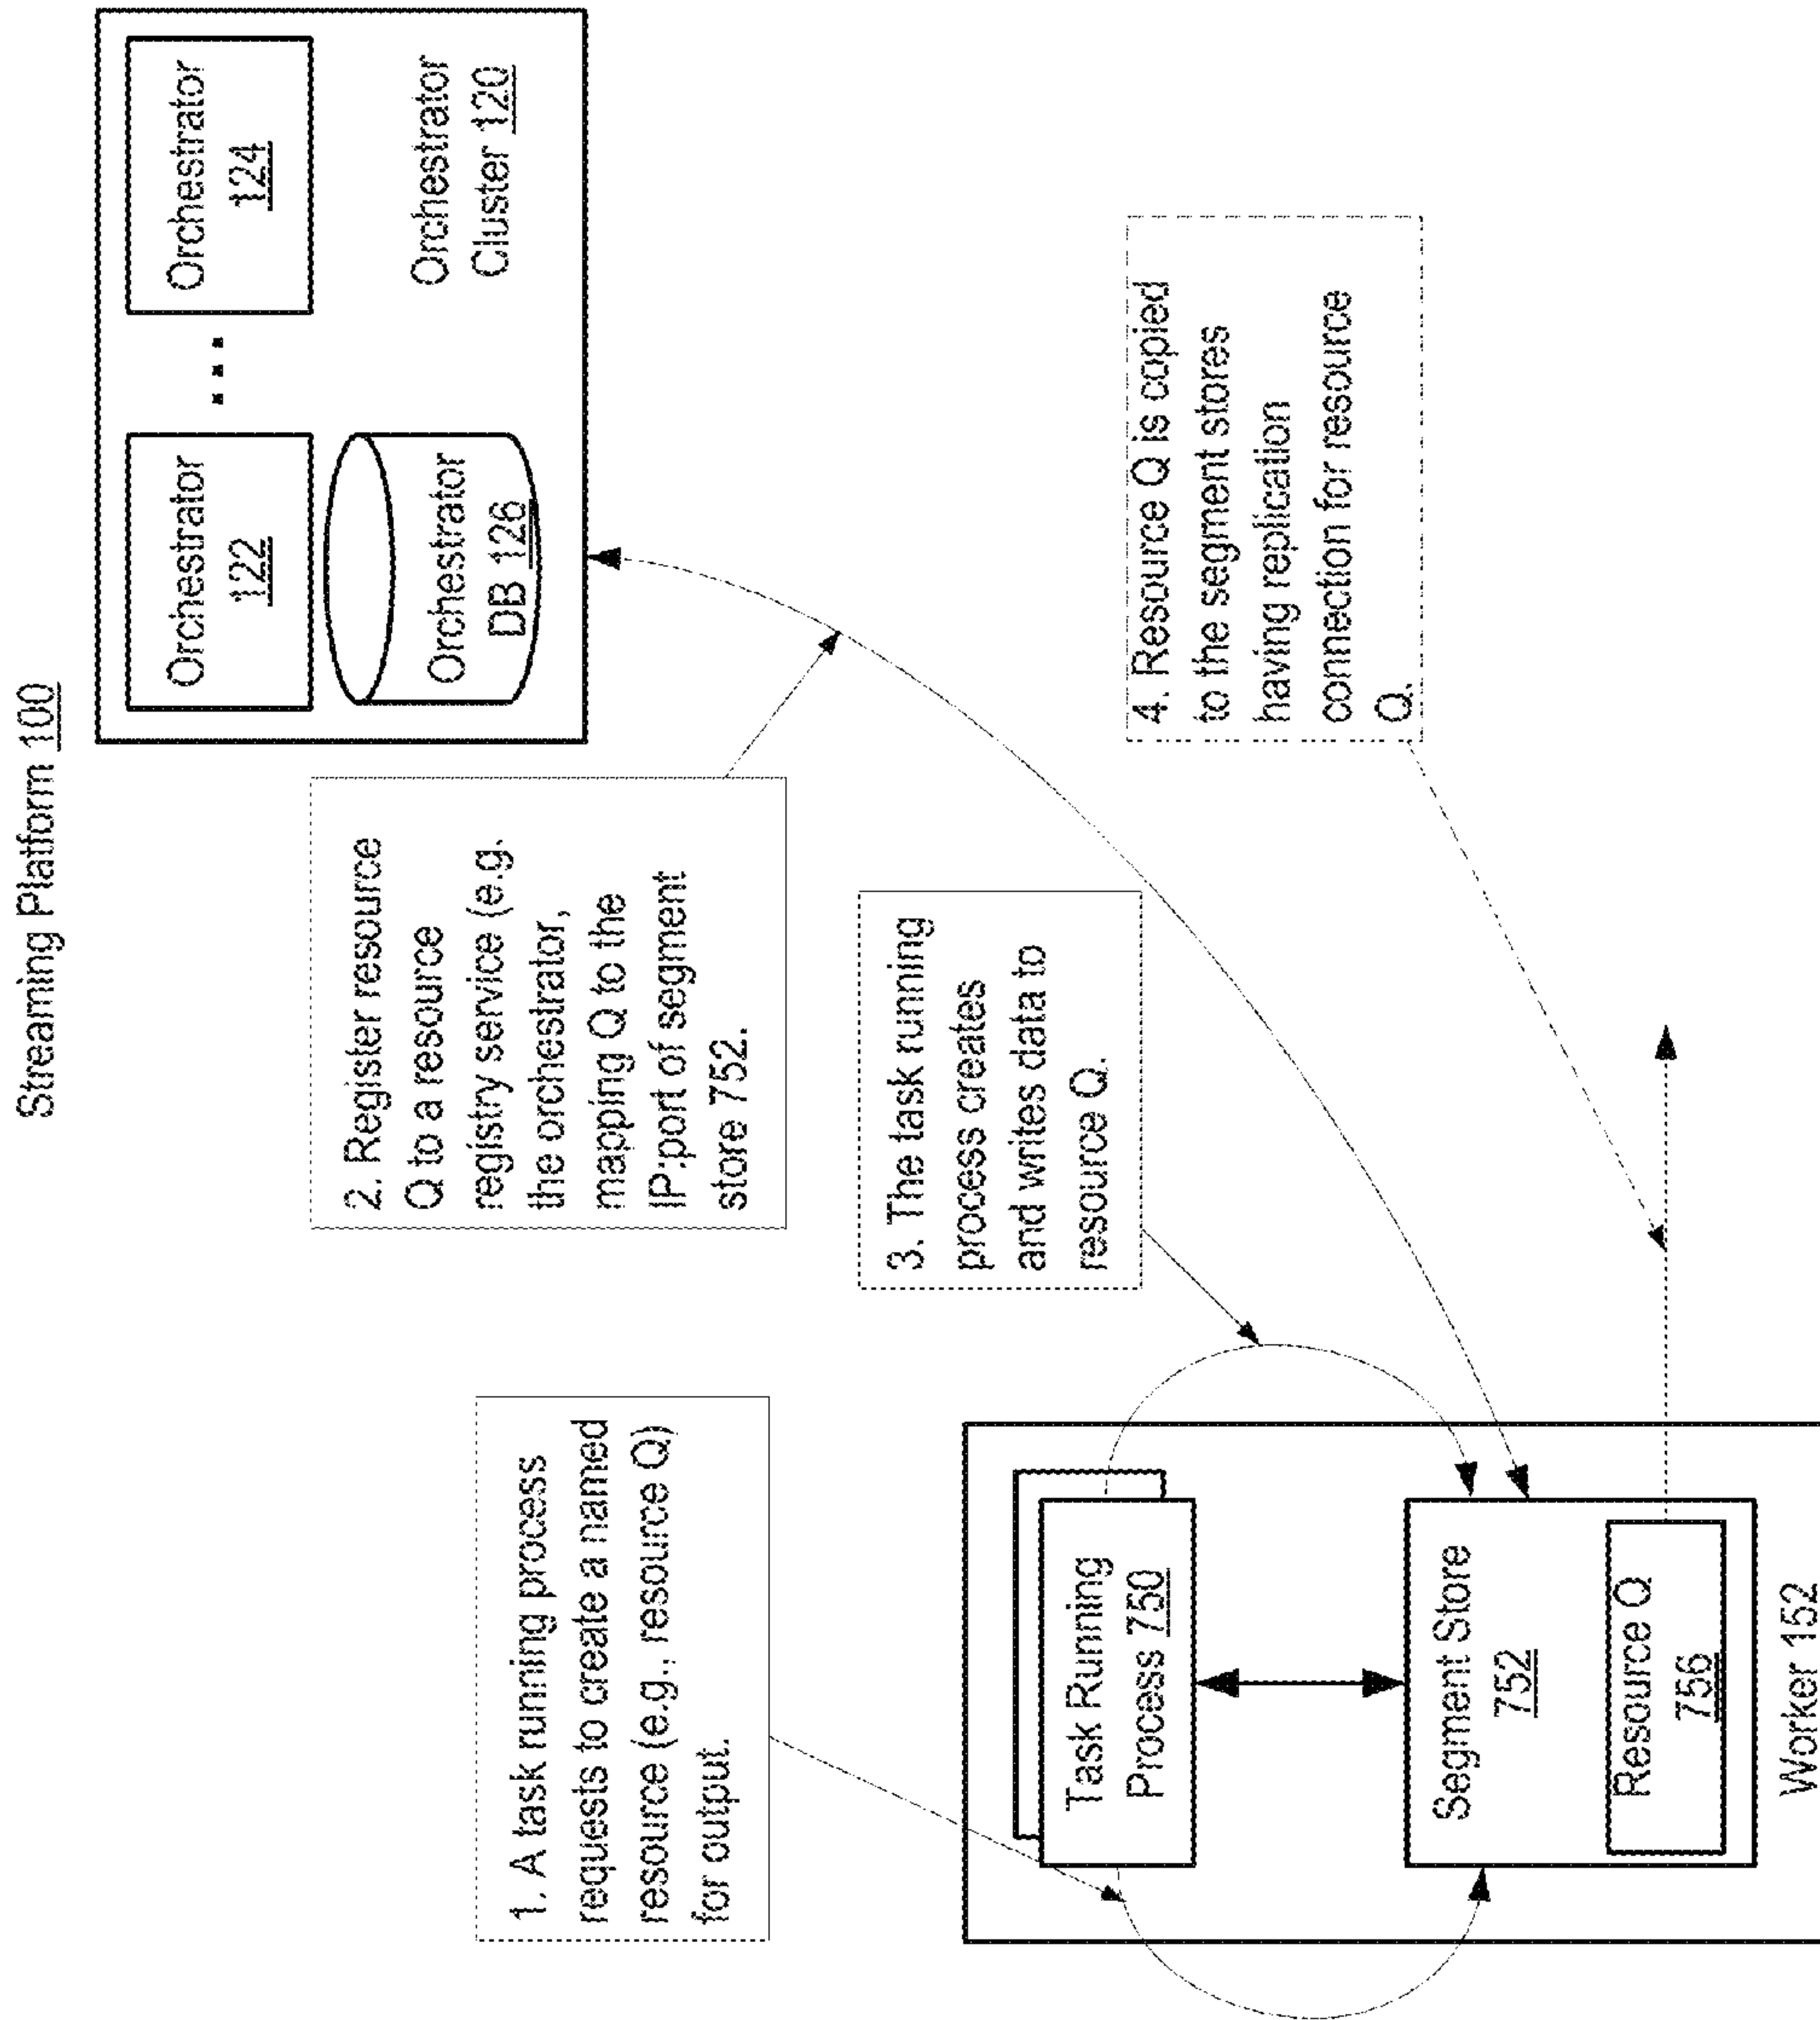 Streaming Platform 100
1. A task running process
requests to create a named
resource (e.g., resource Q)
for output.
2. Register resource
Q to a resource
registry service (e.g.
the orchestrator,
mapping Q to the
IP:port of segment
store 752.
Orchestrator
122
...
Orchestrator
124
Orchestrator
DB 126
Orchestrator
Cluster 120
3. The task running
process creates
and writes data to
resource Q.
4. Resource Q is copied
to the segment stores
having replication
connection for resource
Q.
Task Running
Process 750
Segment Store
752
Resource Q
756
Worker 152